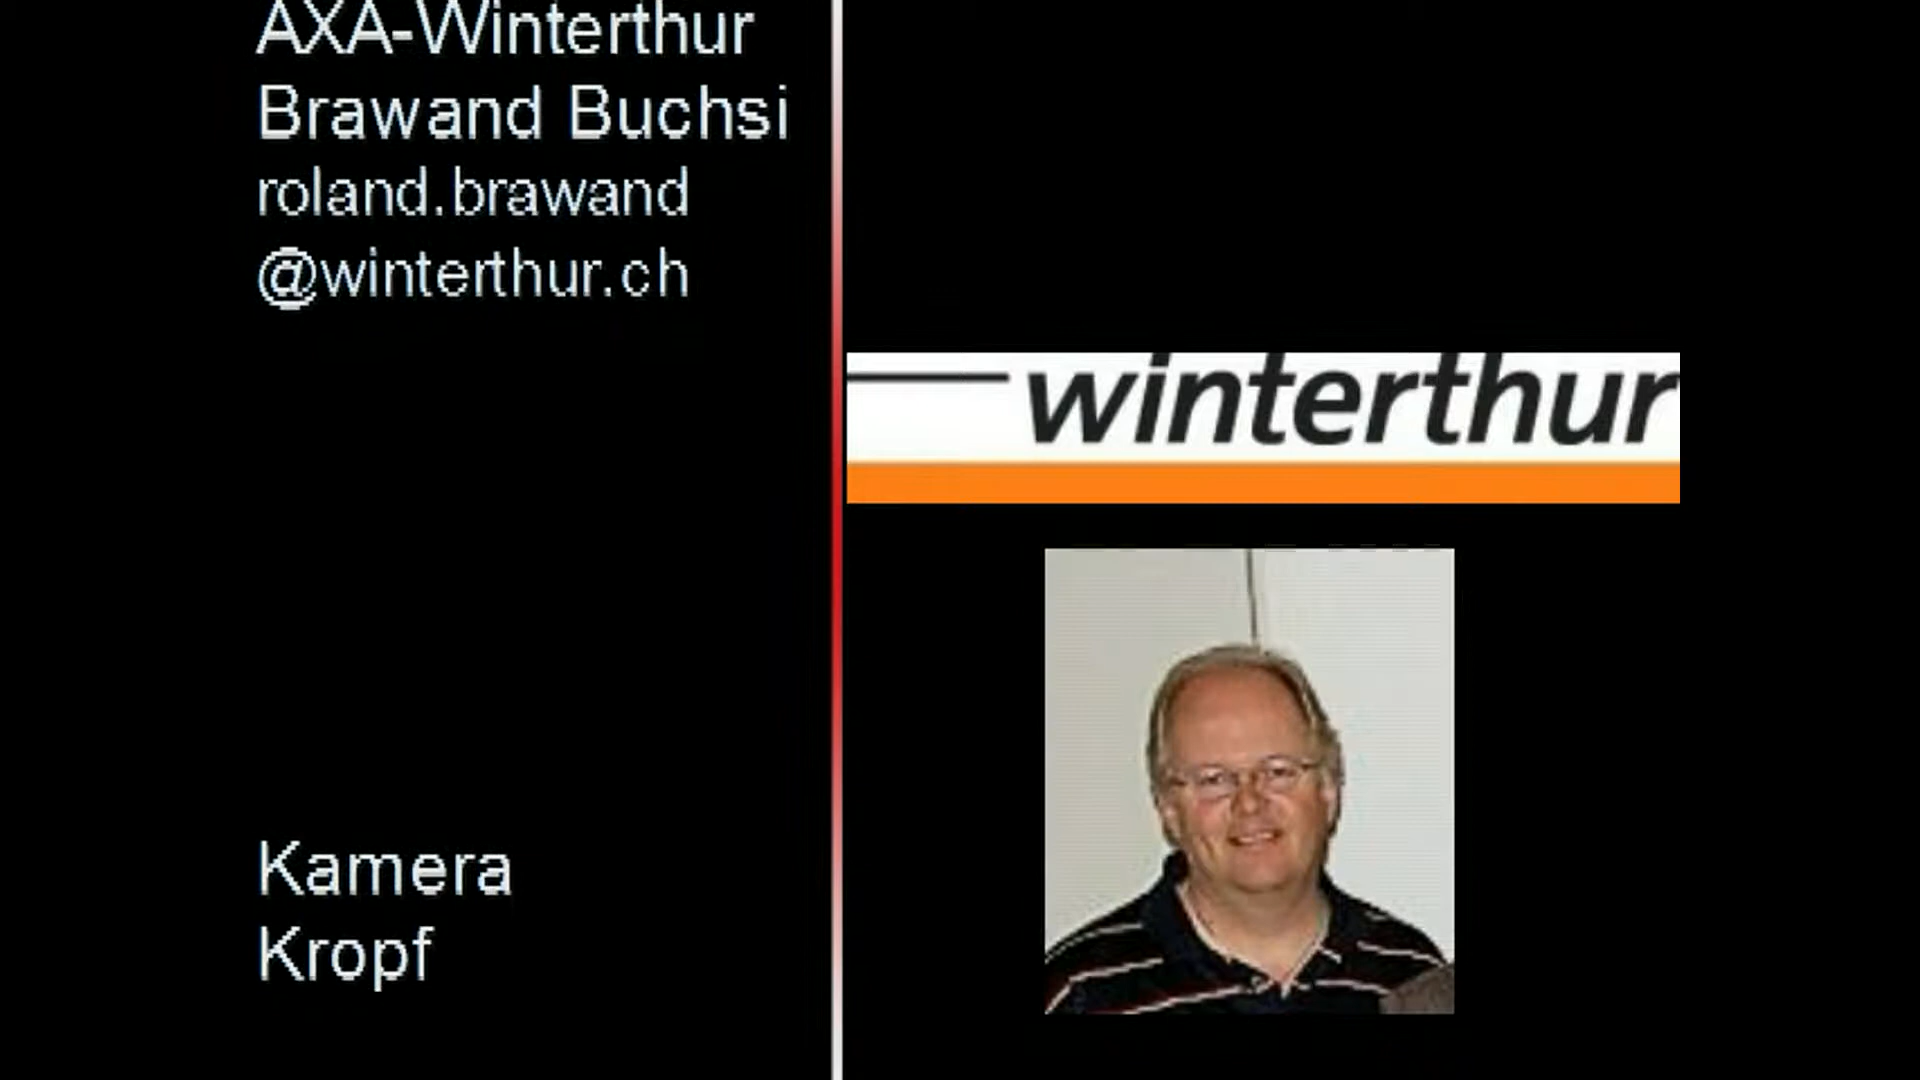 AXA-Winterthur
Brawand Buchsi
roland.brawand
@winterthur.ch
winterthur
Kamera
Kropf